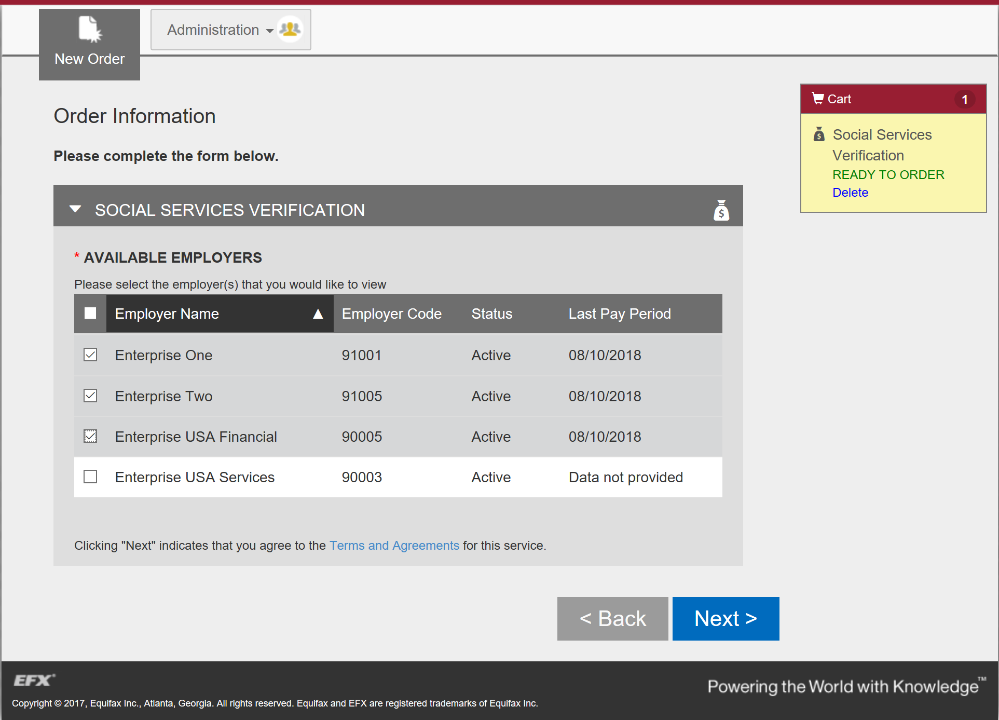 New Order
Administration
Order Information
Please complete the form below.
Cart 1
Social Services
Verification
READY TO ORDER
Delete
SOCIAL SERVICES VERIFICATION
* AVAILABLE EMPLOYERS
Please select the employer(s) that you would like to view
Employer Name ▲ Employer Code Status Last Pay Period
Enterprise One 91001 Active 08/10/2018
Enterprise Two 91005 Active 08/10/2018
Enterprise USA Financial 90005 Active 08/10/2018
Enterprise USA Services 90003 Active Data not provided
Clicking "Next" indicates that you agree to the Terms and Agreements for this service.
< Back Next >
EFX®
Powering the World with Knowledge™
Copyright © 2017, Equifax Inc., Atlanta, Georgia. All rights reserved. Equifax and EFX are registered trademarks of Equifax Inc.